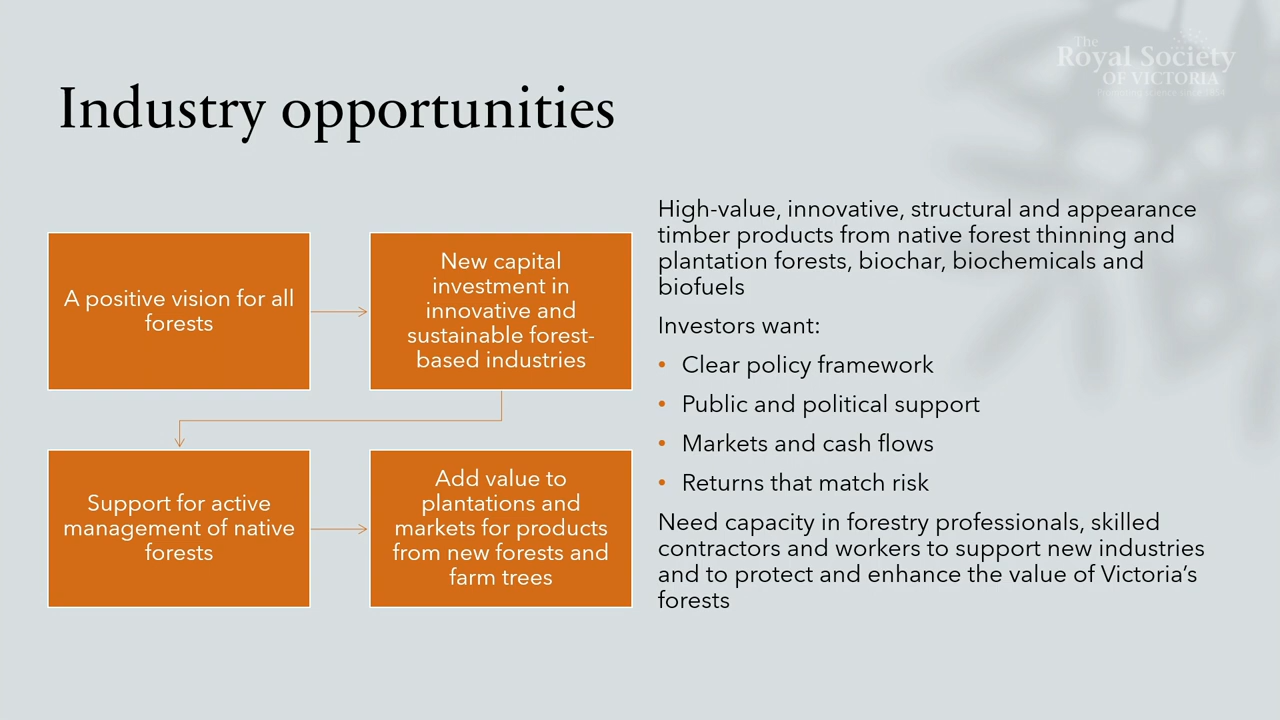 The
Royal Society
OF VICTORIA
Promoting science since 1854
Industry opportunities
A positive vision for all
forests
New capital
investment in
innovative and
sustainable forest-
based industries
Support for active
management of native
forests
Add value to
plantations and
markets for products
from new forests and
farm trees
High-value, innovative, structural and appearance
timber products from native forest thinning and
plantation forests, biochar, biochemicals and
biofuels
Investors want:
• Clear policy framework
• Public and political support
• Markets and cash flows
• Returns that match risk
Need capacity in forestry professionals, skilled
contractors and workers to support new industries
and to protect and enhance the value of Victoria's
forests